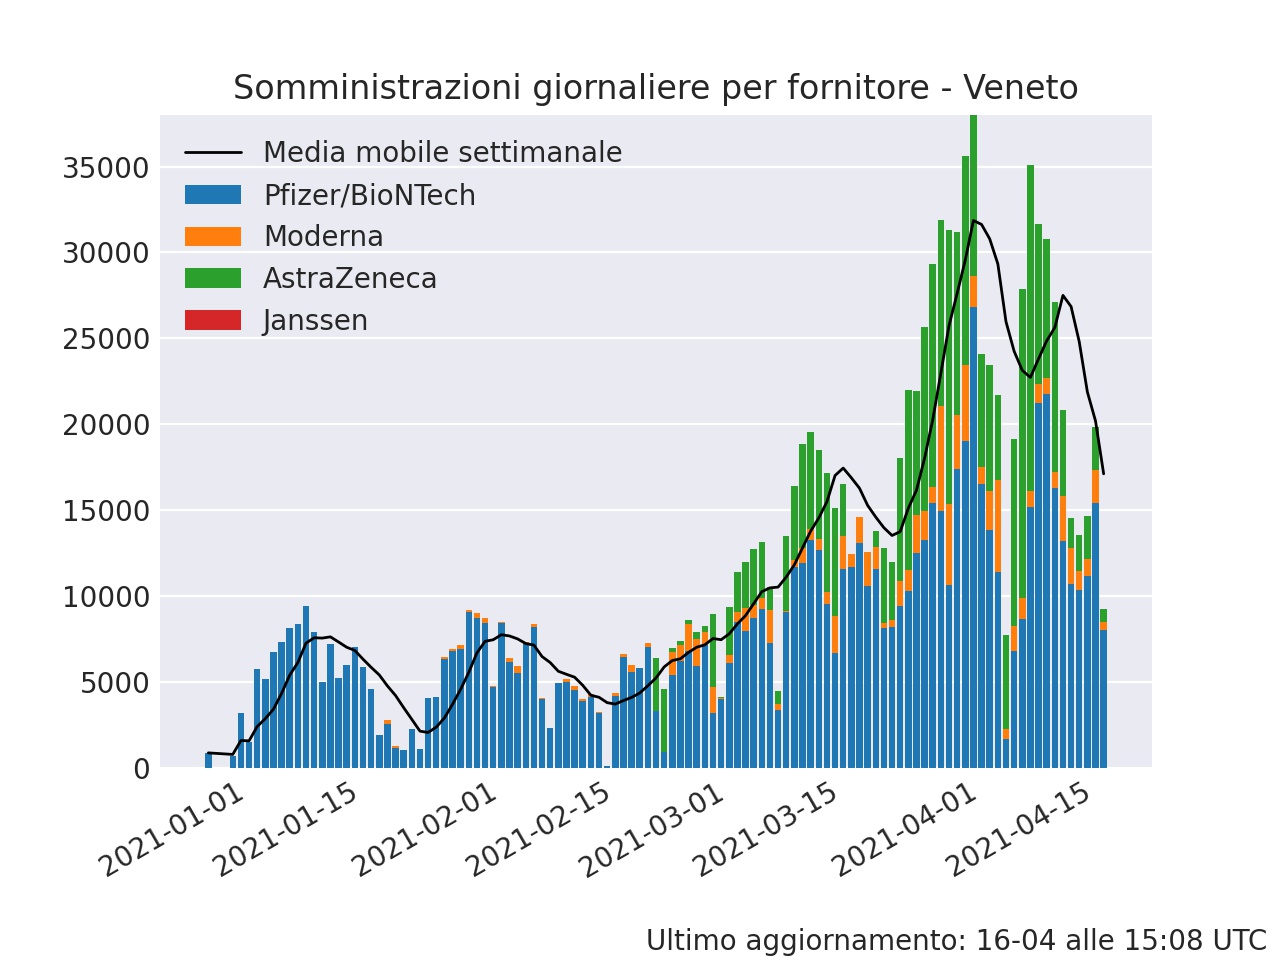 Somministrazioni giornaliere per fornitore - Veneto
Media mobile settimanale
Pfizer/BioNTech
Moderna
AstraZeneca
Janssen
35000
30000
25000
20000
15000
10000
5000
0
2021-01-01
2021-01-15
2021-02-01
2021-02-15
2021-03-01
2021-03-15
2021-04-01
2021-04-15
Ultimo aggiornamento: 16-04 alle 15:08 UTC